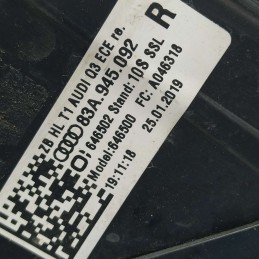 ZB HL T1 AUDI Q3 ECE re.
83A.945.092
646502 Stand:10S SSL
Model:646500 FC: A046318
19:11:18 25.01.2019
R